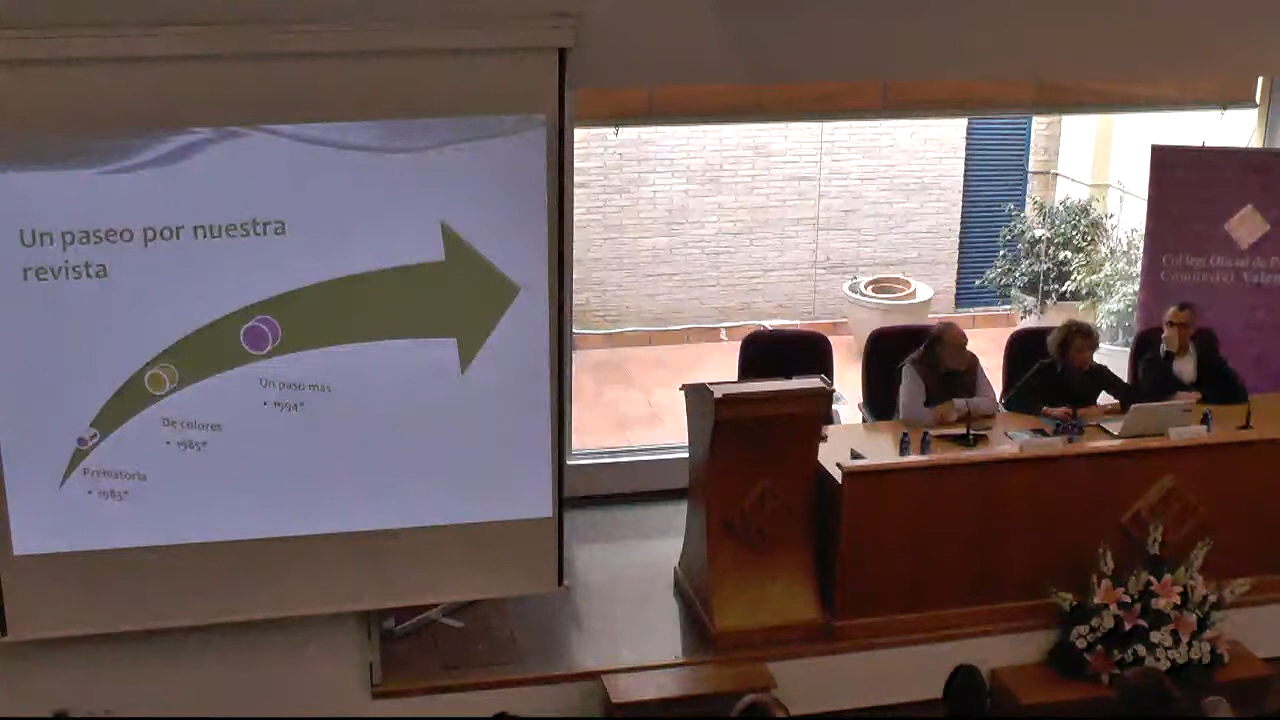 Un paseo por nuestra
revista
Un paso más
• 1994*
De colores
• 1985*
Prehistoria
• 1983*
Col·legi Oficial de P
Comunitat Valen